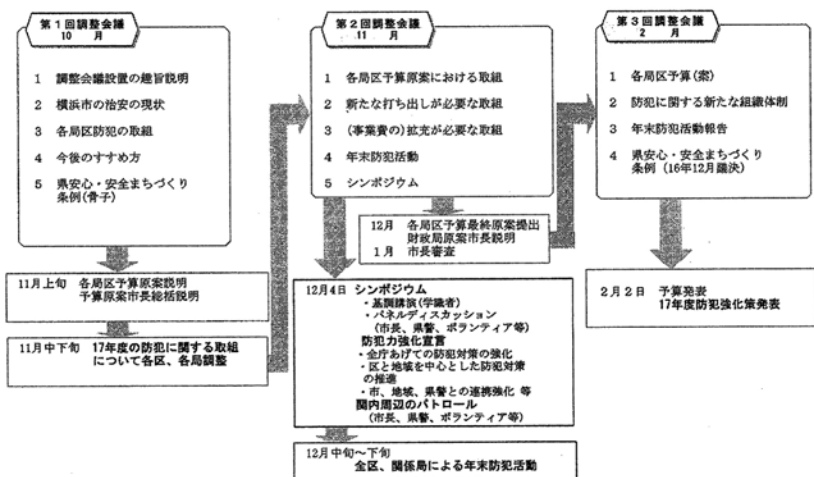 第1回調整会議
10　月
1　調整会議設置の趣旨説明
2　横浜市の治安の現状
3　各局区防犯の取組
4　今後のすすめ方
5　県安心・安全まちづくり
条例(骨子)
11月上旬　各局区予算原案説明
予算原案市長総括説明
11月中下旬　17年度の防犯に関する取組
について各区、各局調整
第2回調整会議
11　月
1　各局区予算原案における取組
2　新たな打ち出しが必要な取組
3　(事業費の)拡充が必要な取組
4　年末防犯活動
5　シンポジウム
12月　各局区予算最終原案提出
財政局原案市長説明
1月　市長審査
12月4日　シンポジウム
・基調講演(学識者)
・パネルディスカッション
(市長、県警、ボランティア等)
防犯力強化宣言
・全庁あげての防犯対策の強化
・区と地域を中心とした防犯対策
の推進
・市、地域、県警との連携強化 等
関内周辺のパトロール
(市長、県警、ボランティア等)
12月中旬～下旬
全区、関係局による年末防犯活動
第3回調整会議
2　月
1　各局区予算(案)
2　防犯に関する新たな組織体制
3　年末防犯活動報告
4　県安心・安全まちづくり
条例(16年12月議決)
2月2日　予算発表
17年度防犯強化策発表